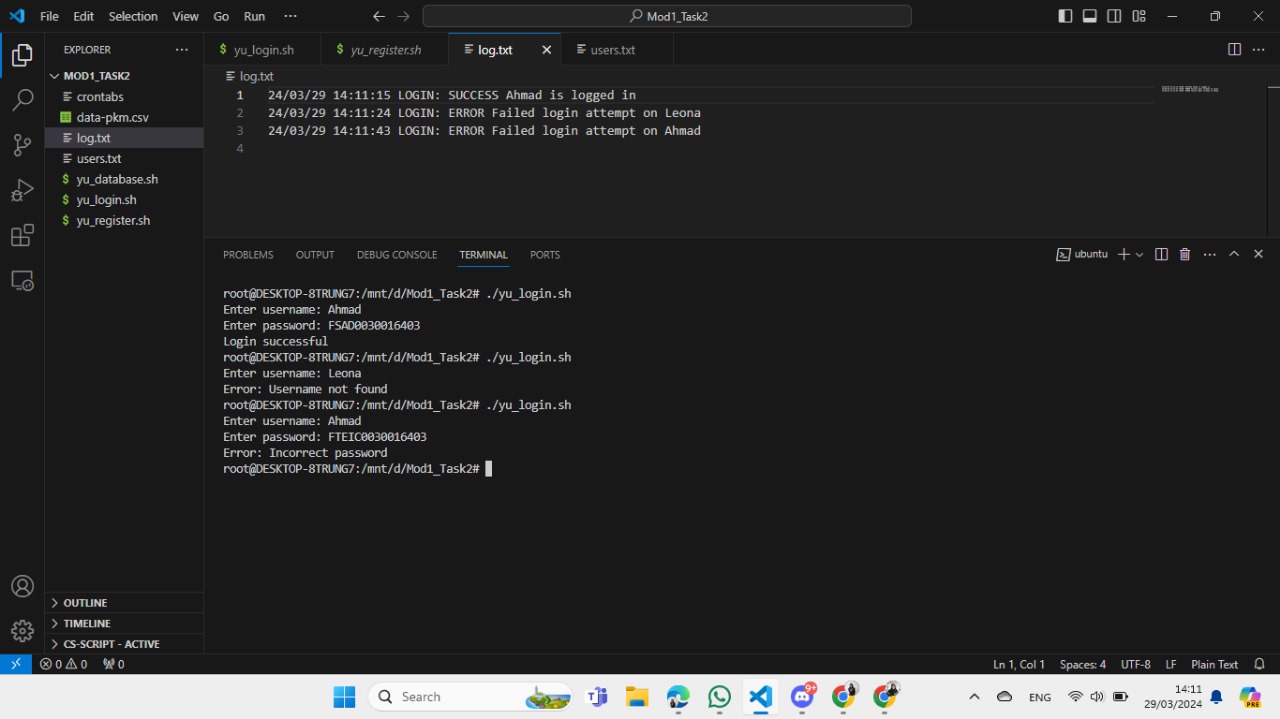 File Edit Selection View Go Run ···
Mod1_Task2
EXPLORER ···
MOD1_TASK2
crontabs
data-pkm.csv
log.txt
users.txt
$ yu_database.sh
$ yu_login.sh
$ yu_register.sh
OUTLINE
TIMELINE
CS-SCRIPT - ACTIVE
$ yu_login.sh $ yu_register.sh log.txt users.txt
log.txt
1 24/03/29 14:11:15 LOGIN: SUCCESS Ahmad is logged in
2 24/03/29 14:11:24 LOGIN: ERROR Failed login attempt on Leona
3 24/03/29 14:11:43 LOGIN: ERROR Failed login attempt on Ahmad
4
PROBLEMS OUTPUT DEBUG CONSOLE TERMINAL PORTS ubuntu
root@DESKTOP-8TRUNG7:/mnt/d/Mod1_Task2# ./yu_login.sh
Enter username: Ahmad
Enter password: FSAD0030016403
Login successful
root@DESKTOP-8TRUNG7:/mnt/d/Mod1_Task2# ./yu_login.sh
Enter username: Leona
Error: Username not found
root@DESKTOP-8TRUNG7:/mnt/d/Mod1_Task2# ./yu_login.sh
Enter username: Ahmad
Enter password: FTEIC0030016403
Error: Incorrect password
root@DESKTOP-8TRUNG7:/mnt/d/Mod1_Task2#
0 0 0 Ln 1, Col 1 Spaces: 4 UTF-8 LF Plain Text
Search 9+ ENG 14:11
29/03/2024
PRE